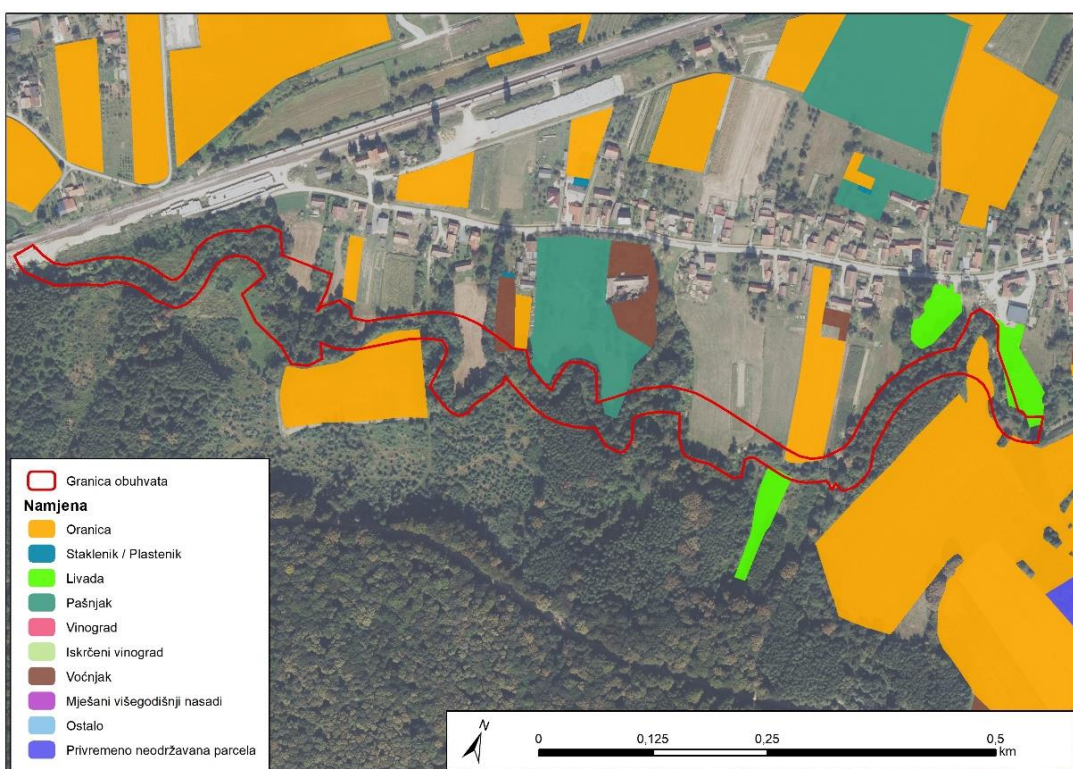 Granica obuhvata
Namjena
Oranica
Staklenik / Plastenik
Livada
Pašnjak
Vinograd
Iskrčeni vinograd
Voćnjak
Mješani višegodišnji nasadi
Ostalo
Privremeno neodržavana parcela
N
0 0,125 0,25 0,5
km